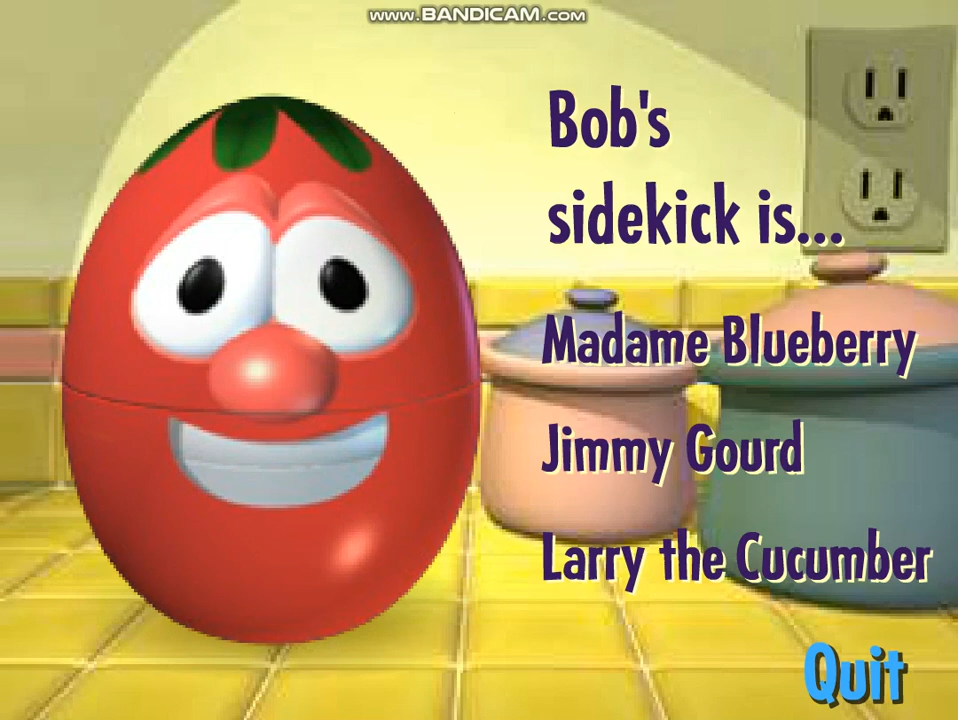 www.BANDICAM.com
Bob's
sidekick is...
Madame Blueberry
Jimmy Gourd
Larry the Cucumber
Quit